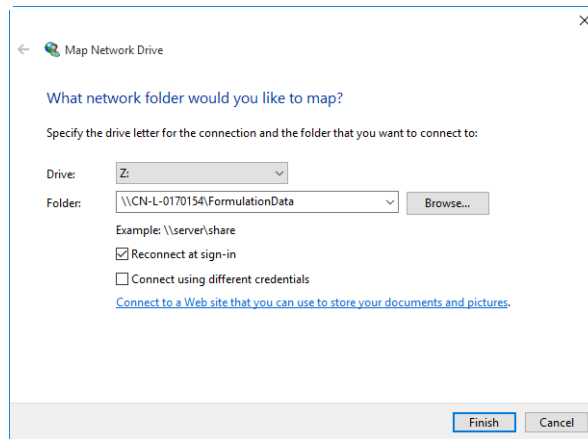 Map Network Drive
What network folder would you like to map?
Specify the drive letter for the connection and the folder that you want to connect to:
Drive: Z:
Folder: \\CN-L-0170154\FormulationData Browse...
Example: \\server\share
Reconnect at sign-in
Connect using different credentials
Connect to a Web site that you can use to store your documents and pictures.
Finish Cancel